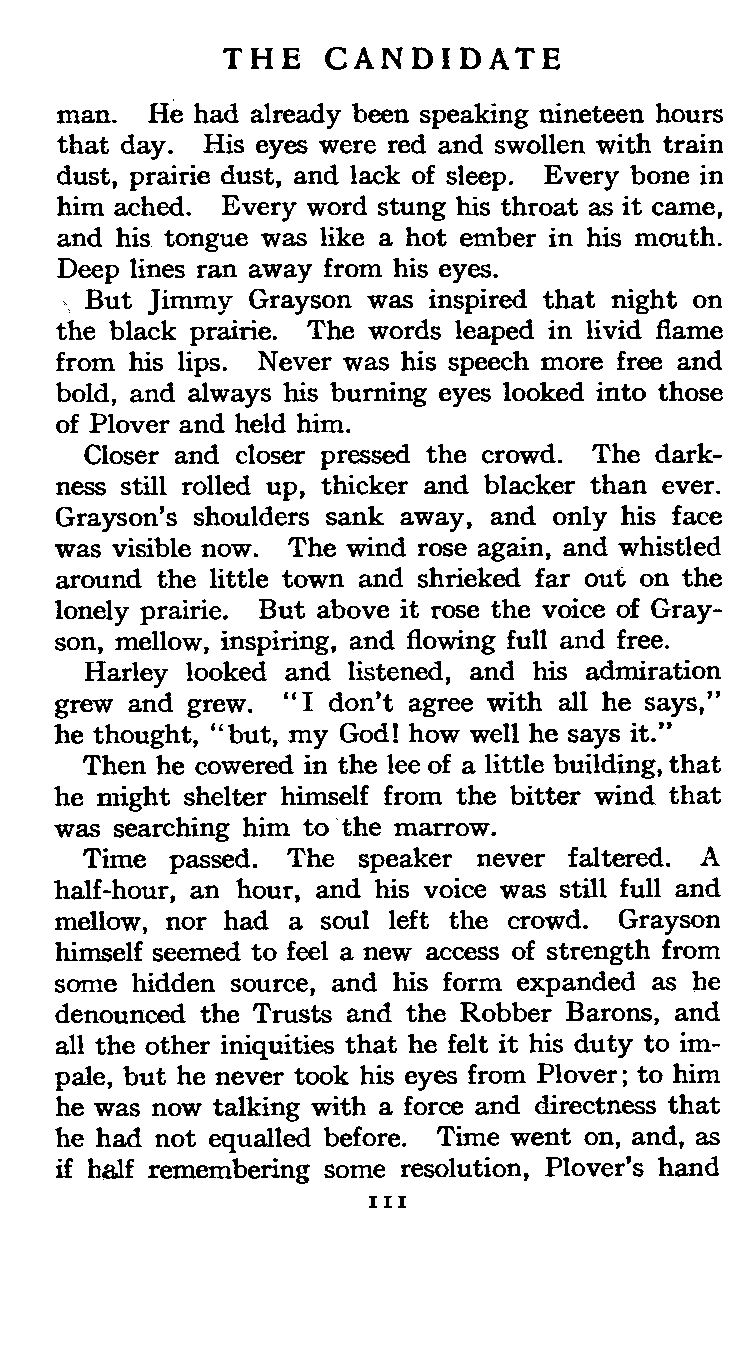 THE CANDIDATE
man. He had already been speaking nineteen hours
that day. His eyes were red and swollen with train
dust, prairie dust, and lack of sleep. Every bone in
him ached. Every word stung his throat as it came,
and his tongue was like a hot ember in his mouth.
Deep lines ran away from his eyes.
But Jimmy Grayson was inspired that night on
the black prairie. The words leaped in livid flame
from his lips. Never was his speech more free and
bold, and always his burning eyes looked into those
of Plover and held him.
Closer and closer pressed the crowd. The dark-
ness still rolled up, thicker and blacker than ever.
Grayson's shoulders sank away, and only his face
was visible now. The wind rose again, and whistled
around the little town and shrieked far out on the
lonely prairie. But above it rose the voice of Gray-
son, mellow, inspiring, and flowing full and free.
Harley looked and listened, and his admiration
grew and grew. "I don't agree with all he says,"
he thought, "but, my God! how well he says it."
Then he cowered in the lee of a little building, that
he might shelter himself from the bitter wind that
was searching him to the marrow.
Time passed. The speaker never faltered. A
half-hour, an hour, and his voice was still full and
mellow, nor had a soul left the crowd. Grayson
himself seemed to feel a new access of strength from
some hidden source, and his form expanded as he
denounced the Trusts and the Robber Barons, and
all the other iniquities that he felt it his duty to im-
pale, but he never took his eyes from Plover; to him
he was now talking with a force and directness that
he had not equalled before. Time went on, and, as
if half remembering some resolution, Plover's hand
111